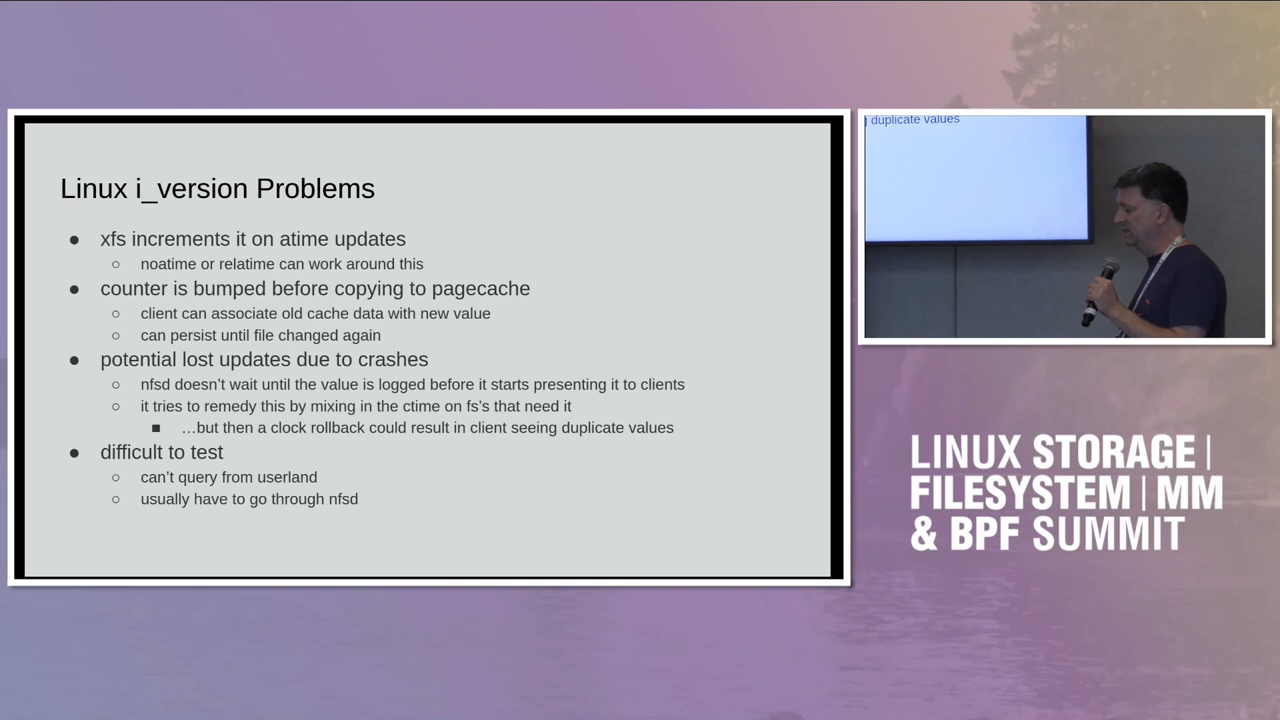 Linux i_version Problems
● xfs increments it on atime updates
○ noatime or relatime can work around this
● counter is bumped before copying to pagecache
○ client can associate old cache data with new value
○ can persist until file changed again
● potential lost updates due to crashes
○ nfsd doesn’t wait until the value is logged before it starts presenting it to clients
○ it tries to remedy this by mixing in the ctime on fs’s that need it
■ …but then a clock rollback could result in client seeing duplicate values
● difficult to test
○ can’t query from userland
○ usually have to go through nfsd
duplicate values
LINUX STORAGE |
FILESYSTEM | MM
& BPF SUMMIT